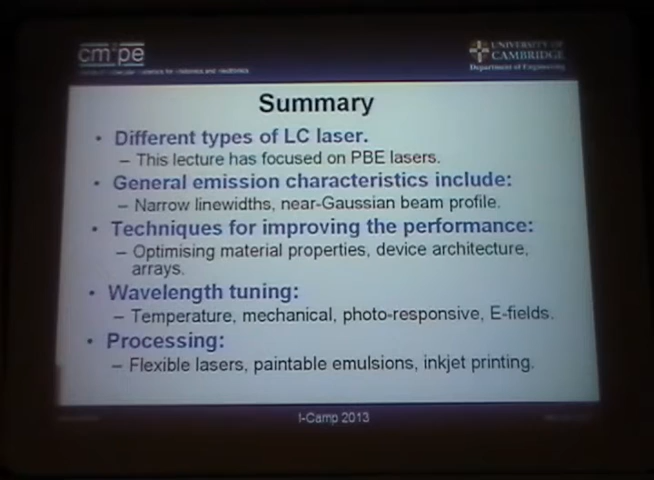 cm+pe
UNIVERSITY OF
CAMBRIDGE
Department of Engineering
Summary
• Different types of LC laser.
– This lecture has focused on PBE lasers.
• General emission characteristics include:
– Narrow linewidths, near-Gaussian beam profile.
• Techniques for improving the performance:
– Optimising material properties, device architecture,
arrays.
• Wavelength tuning:
– Temperature, mechanical, photo-responsive, E-fields.
• Processing:
– Flexible lasers, paintable emulsions, inkjet printing.
I-Camp 2013